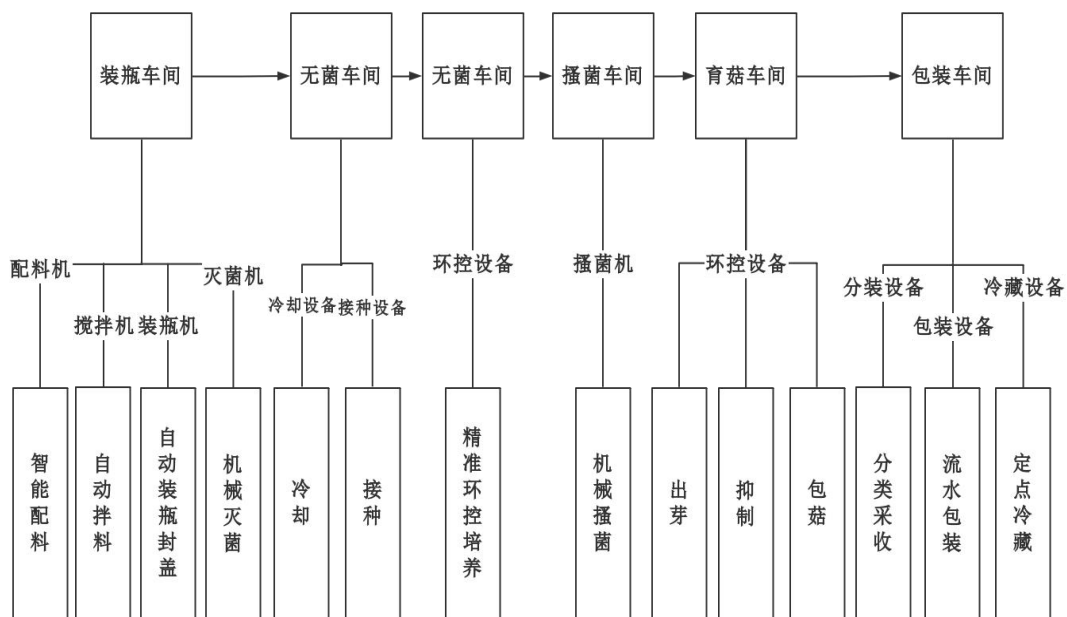 装瓶车间
无菌车间
无菌车间
搔菌车间
育菇车间
包装车间
配料机
搅拌机
装瓶机
灭菌机
冷却设备
接种设备
环控设备
搔菌机
环控设备
分装设备
包装设备
冷藏设备
智能配料
自动拌料
自动装瓶封盖
机械灭菌
冷却
接种
精准环控培养
机械搔菌
出芽
抑制
包菇
分类采收
流水包装
定点冷藏